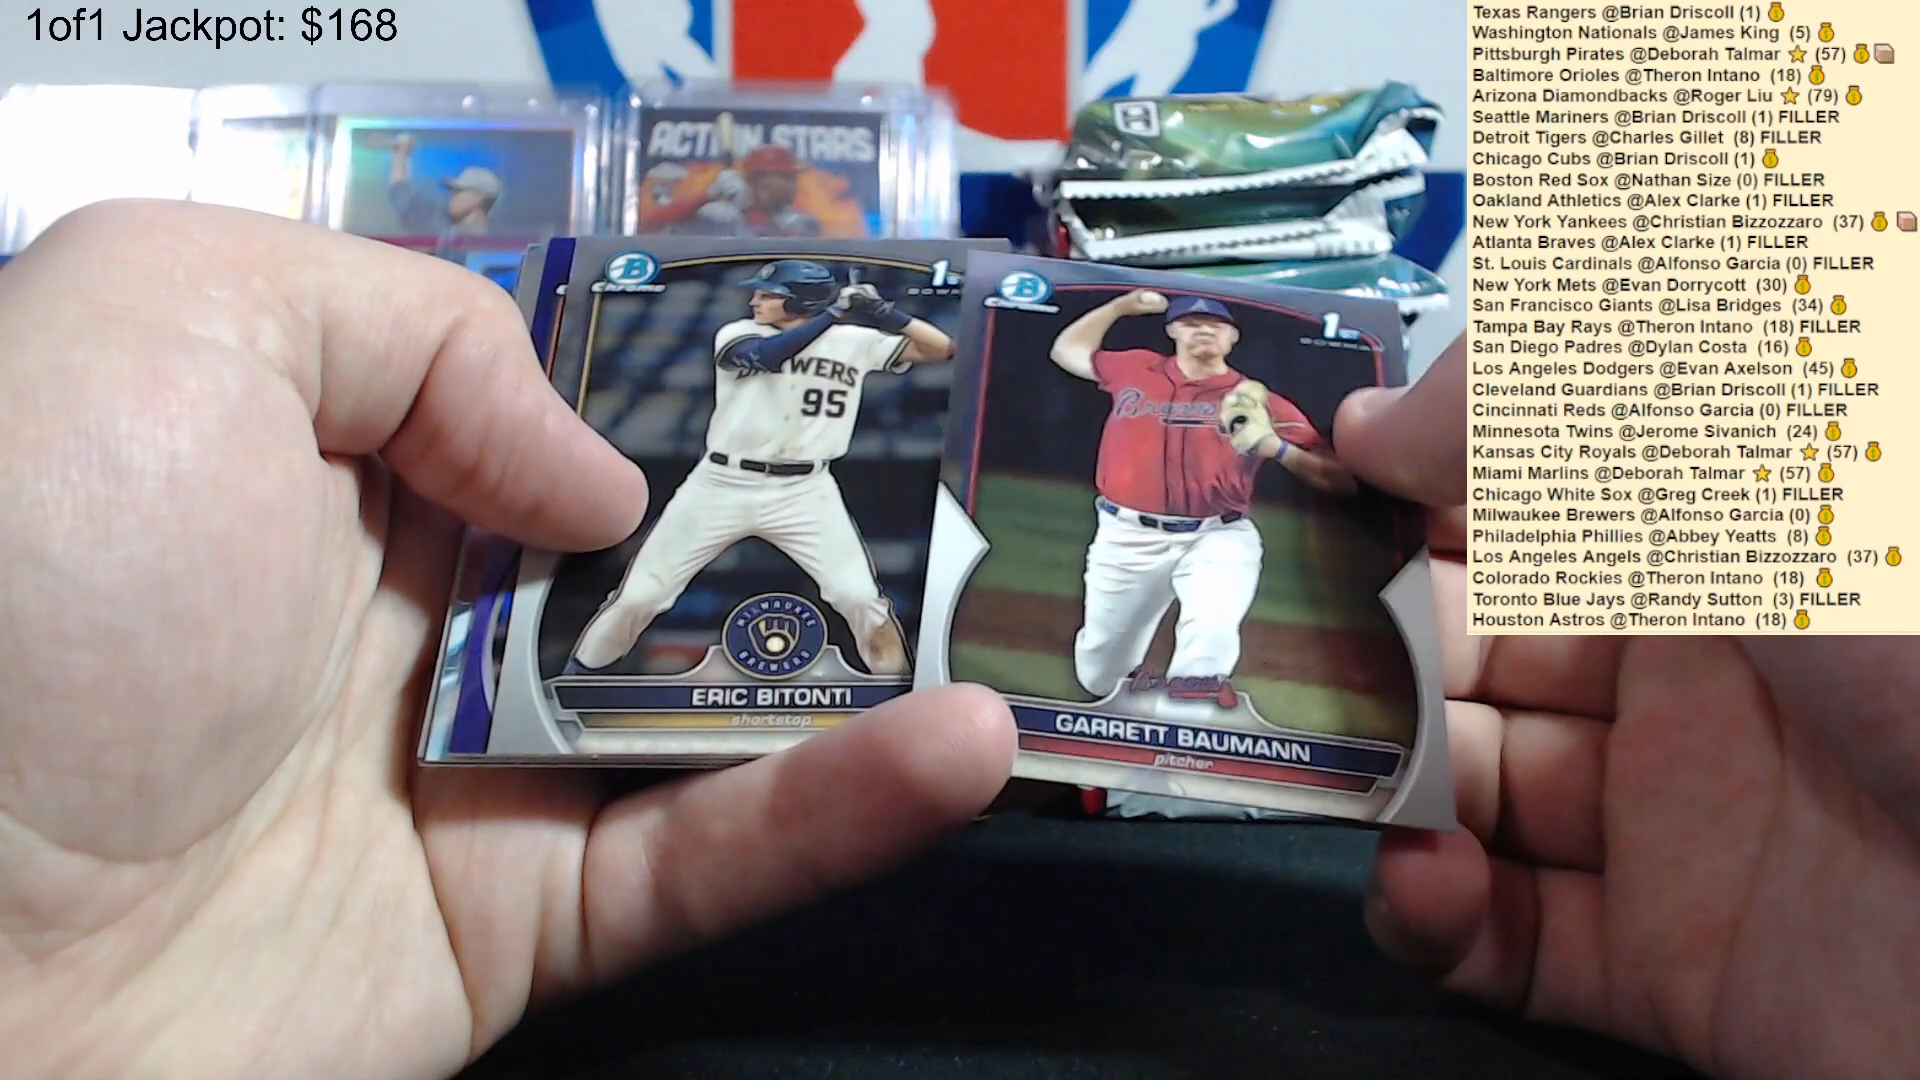 1of1 Jackpot: $168
Texas Rangers @Brian Driscoll (1)
Washington Nationals @James King (5)
Pittsburgh Pirates @Deborah Talmar ⭐ (57)
Baltimore Orioles @Theron Intano (18)
Arizona Diamondbacks @Roger Liu ⭐ (79)
Seattle Mariners @Brian Driscoll (1) FILLER
Detroit Tigers @Charles Gillet (8) FILLER
Chicago Cubs @Brian Driscoll (1)
Boston Red Sox @Nathan Size (0) FILLER
Oakland Athletics @Alex Clarke (1) FILLER
New York Yankees @Christian Bizzozzaro (37)
Atlanta Braves @Alex Clarke (1) FILLER
St. Louis Cardinals @Alfonso Garcia (0) FILLER
New York Mets @Evan Dorrycott (30)
San Francisco Giants @Lisa Bridges (34)
Tampa Bay Rays @Theron Intano (18) FILLER
San Diego Padres @Dylan Costa (16)
Los Angeles Dodgers @Evan Axelson (45)
Cleveland Guardians @Brian Driscoll (1) FILLER
Cincinnati Reds @Alfonso Garcia (0) FILLER
Minnesota Twins @Jerome Sivanich (24)
Kansas City Royals @Deborah Talmar ⭐ (57)
Miami Marlins @Deborah Talmar ⭐ (57)
Chicago White Sox @Greg Creek (1) FILLER
Milwaukee Brewers @Alfonso Garcia (0)
Philadelphia Phillies @Abbey Yeatts (8)
Los Angeles Angels @Christian Bizzozzaro (37)
Colorado Rockies @Theron Intano (18)
Toronto Blue Jays @Randy Sutton (3) FILLER
Houston Astros @Theron Intano (18)
ACTION STARS
B
Chrome
1
WERS
95
MILWAUKEE
BREWERS
ERIC BITONTI
shortstop
B
Chrome
1ST
BOWMAN
Braves
GARRETT BAUMANN
pitcher